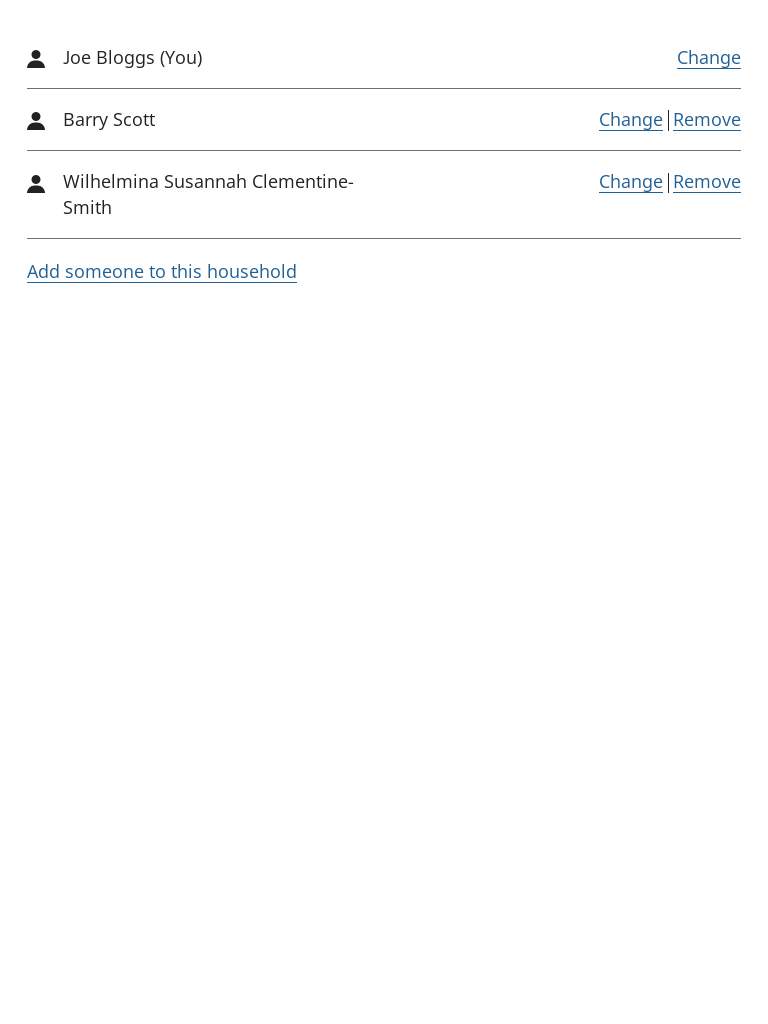 Joe Bloggs (You) Change
Barry Scott Change | Remove
Wilhelmina Susannah Clementine- Change | Remove
Smith
Add someone to this household